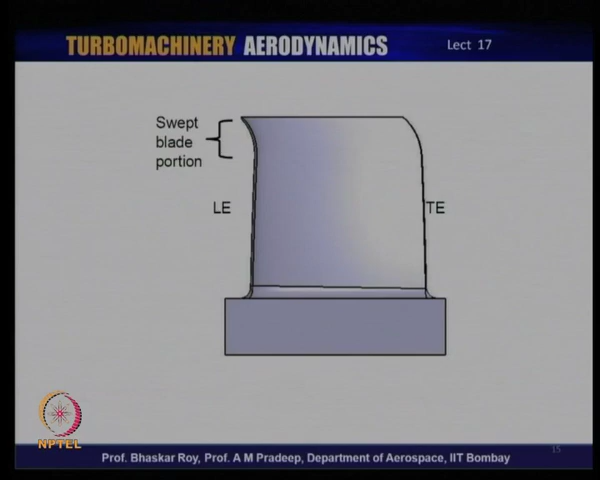 TURBOMACHINERY AERODYNAMICS
Lect 17
Swept
blade
portion
LE
TE
NPTEL
15
Prof. Bhaskar Roy, Prof. A M Pradeep, Department of Aerospace, IIT Bombay